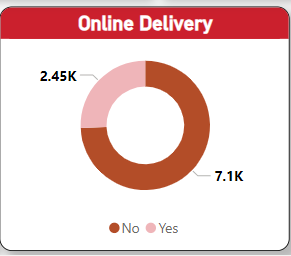 Online Delivery
2.45K
7.1K
No Yes